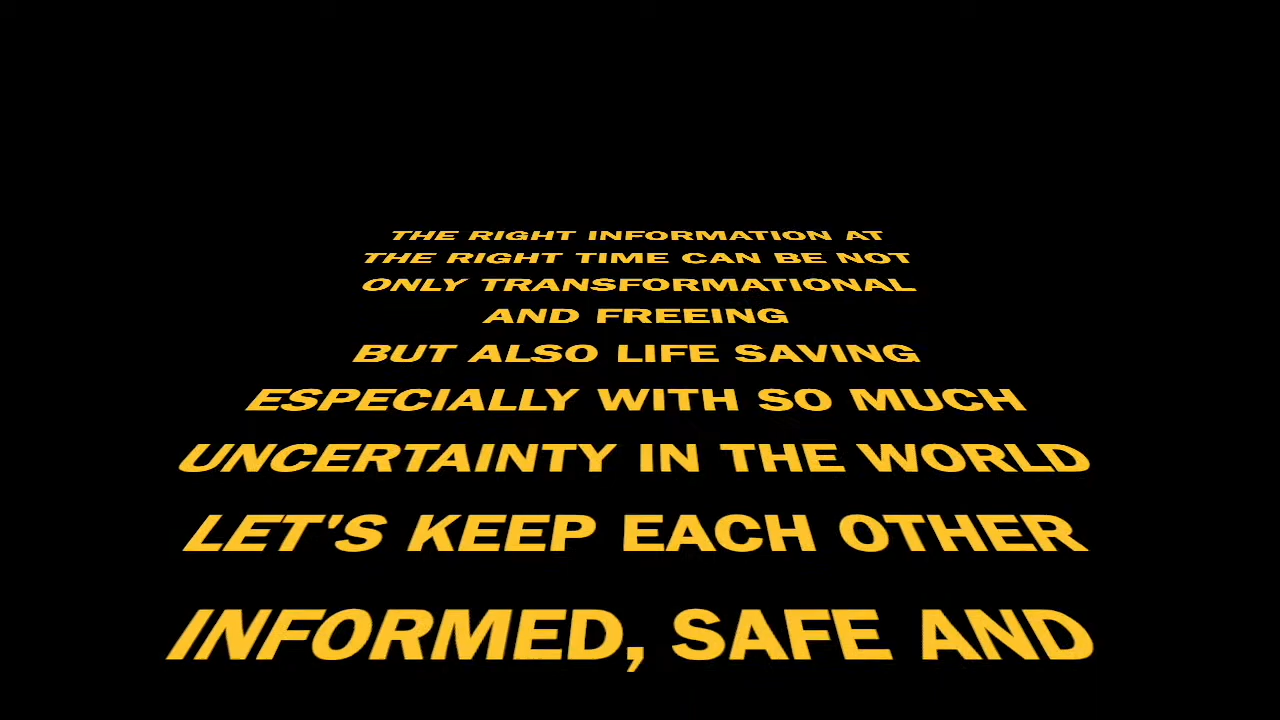 THE RIGHT INFORMATION AT
THE RIGHT TIME CAN BE NOT
ONLY TRANSFORMATIONAL
AND FREEING
BUT ALSO LIFE SAVING
ESPECIALLY WITH SO MUCH
UNCERTAINTY IN THE WORLD
LET'S KEEP EACH OTHER
INFORMED, SAFE AND